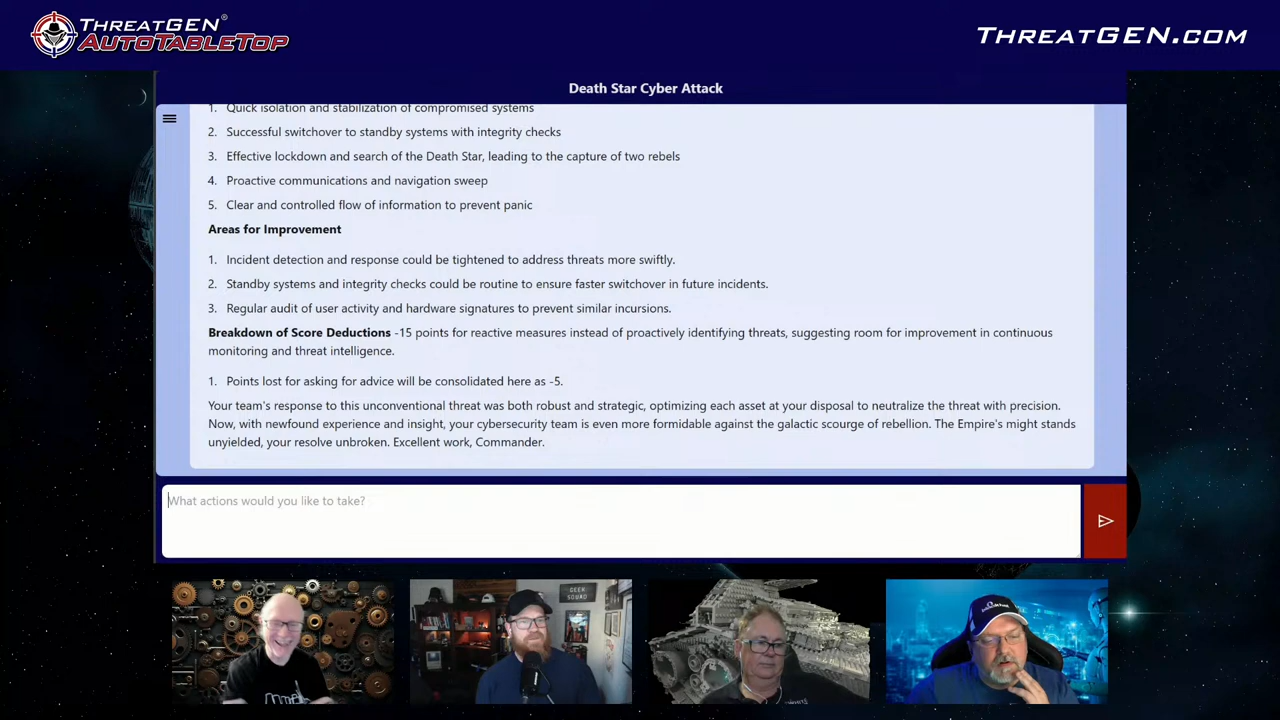 THREATGEN®
AUTOTABLETOP
THREATGEN.COM
Death Star Cyber Attack
1. Quick isolation and stabilization of compromised systems
2. Successful switchover to standby systems with integrity checks
3. Effective lockdown and search of the Death Star, leading to the capture of two rebels
4. Proactive communications and navigation sweep
5. Clear and controlled flow of information to prevent panic
Areas for Improvement
1. Incident detection and response could be tightened to address threats more swiftly.
2. Standby systems and integrity checks could be routine to ensure faster switchover in future incidents.
3. Regular audit of user activity and hardware signatures to prevent similar incursions.
Breakdown of Score Deductions -15 points for reactive measures instead of proactively identifying threats, suggesting room for improvement in continuous
monitoring and threat intelligence.
1. Points lost for asking for advice will be consolidated here as -5.
Your team's response to this unconventional threat was both robust and strategic, optimizing each asset at your disposal to neutralize the threat with precision.
Now, with newfound experience and insight, your cybersecurity team is even more formidable against the galactic scourge of rebellion. The Empire's might stands
unyielded, your resolve unbroken. Excellent work, Commander.
What actions would you like to take?
GEEK
SQUAD